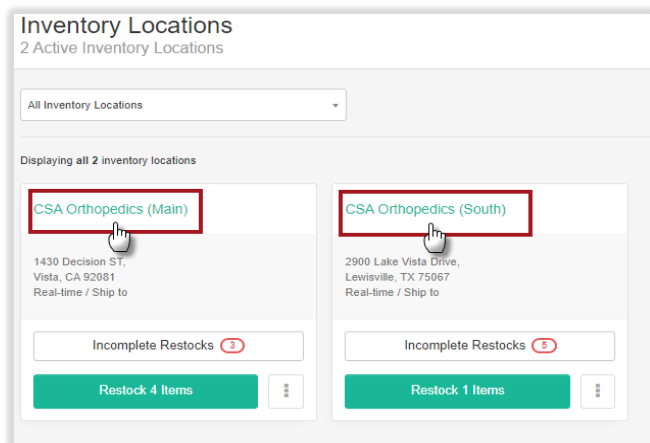 Inventory Locations
2 Active Inventory Locations
All Inventory Locations
Displaying all 2 inventory locations
CSA Orthopedics (Main)
1430 Decision ST,
Vista, CA 92081
Real-time / Ship to
Incomplete Restocks 3
Restock 4 Items
CSA Orthopedics (South)
2900 Lake Vista Drive,
Lewisville, TX 75067
Real-time / Ship to
Incomplete Restocks 5
Restock 1 Items